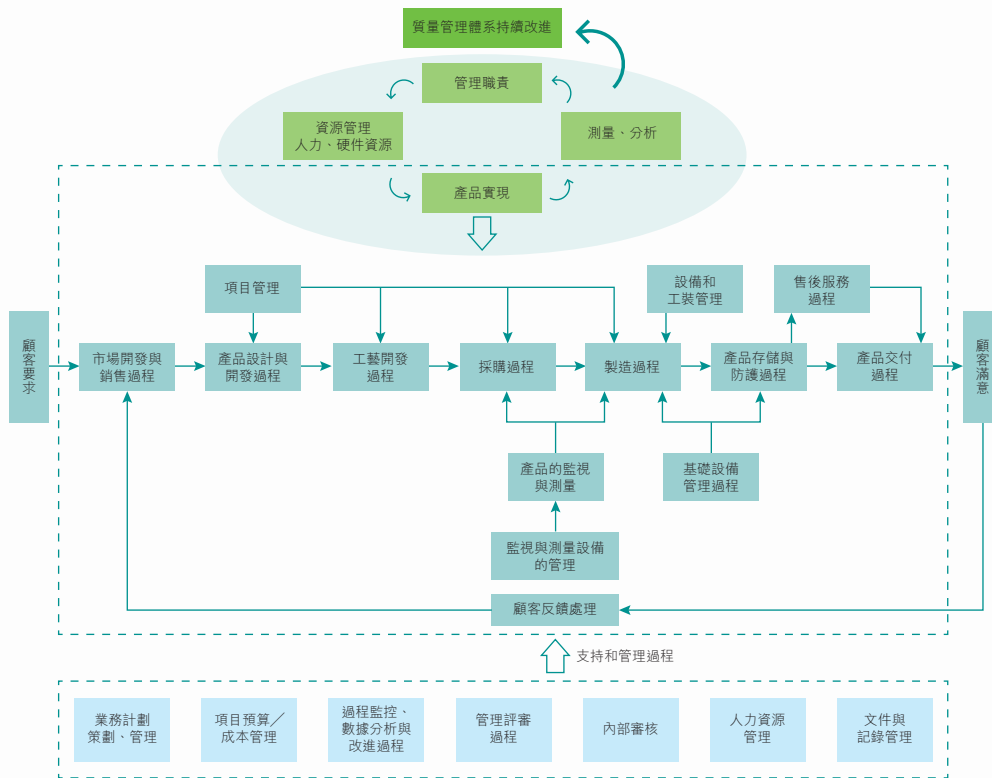 質量管理體系持續改進
管理職責
資源管理
人力、硬件資源
測量、分析
產品實現
項目管理
設備和
工裝管理
售後服務
過程
顧客要求
市場開發與
銷售過程
產品設計與
開發過程
工藝開發
過程
採購過程
製造過程
產品存儲與
防護過程
產品交付
過程
顧客滿意
產品的監視
與測量
基礎設備
管理過程
監視與測量設備
的管理
顧客反饋處理
支持和管理過程
業務計劃
策劃、管理
項目預算／
成本管理
過程監控、
數據分析與
改進過程
管理評審
過程
內部審核
人力資源
管理
文件與
記錄管理